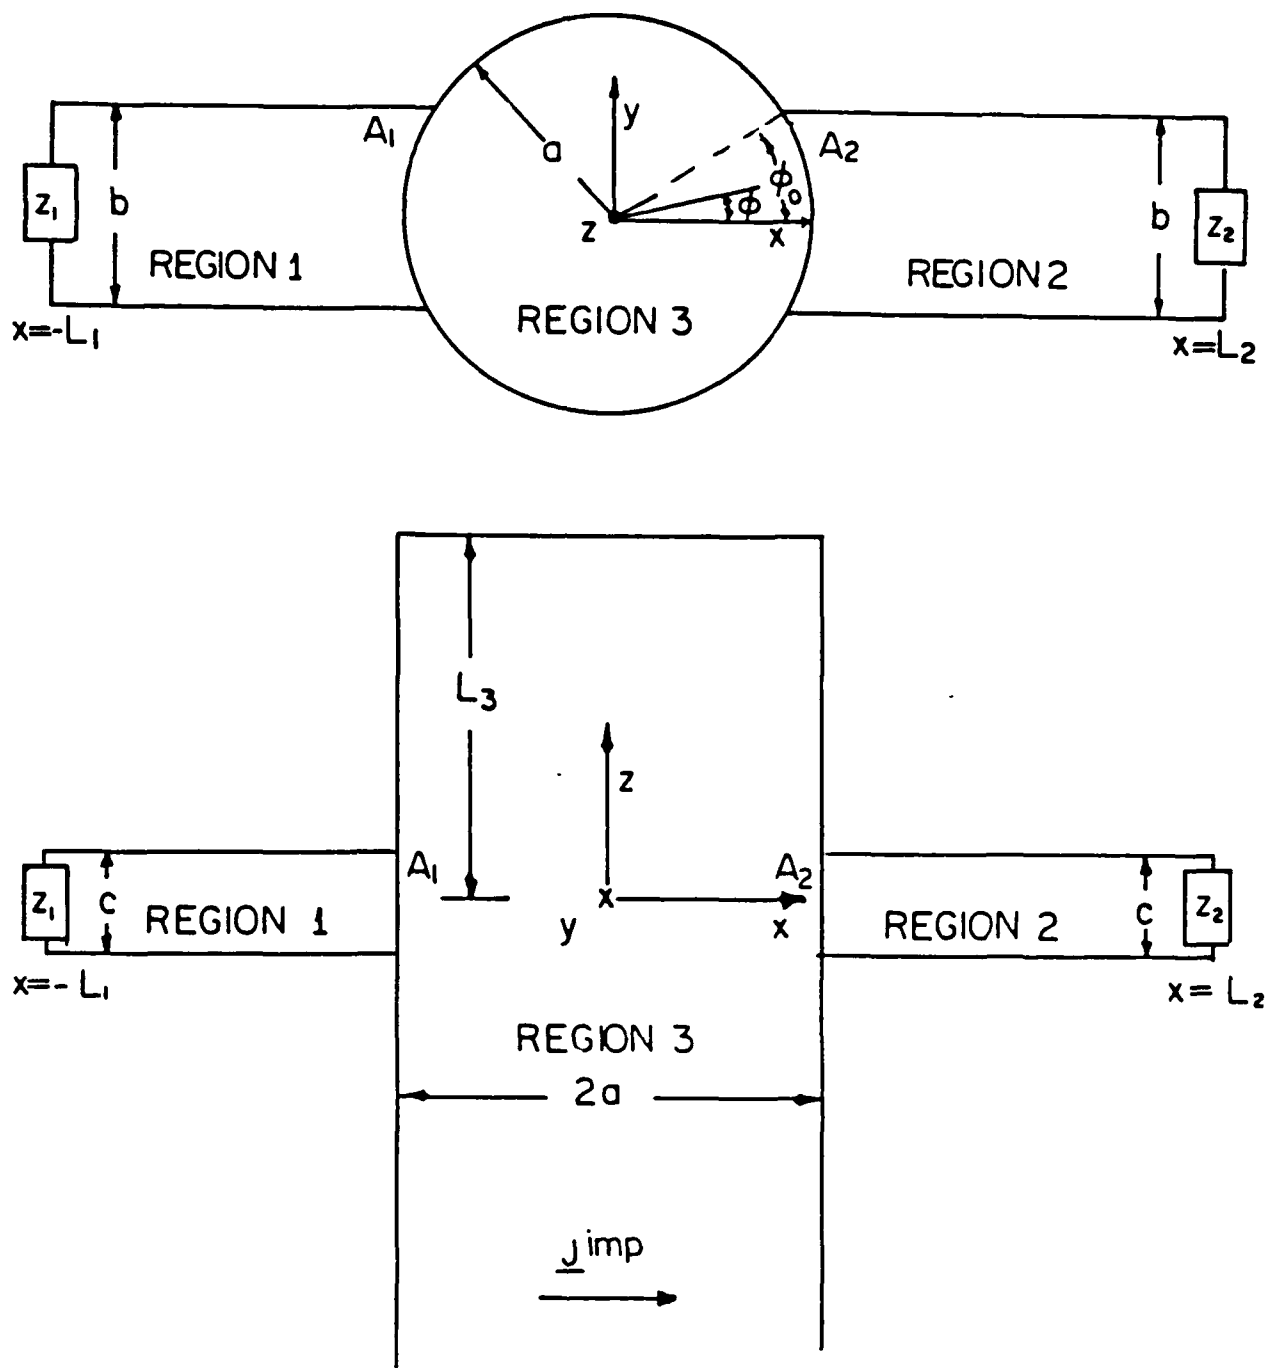 y
A₁
A₂
a
ϕ₀
ϕ
z₁
b
z
x
b
z₂
REGION 1
REGION 2
REGION 3
x=-L₁
x=L₂
L₃
z
A₁
A₂
z₁
c
REGION 1
x
y
x
REGION 2
c
z₂
x=-L₁
x= L₂
REGION 3
2a
J imp